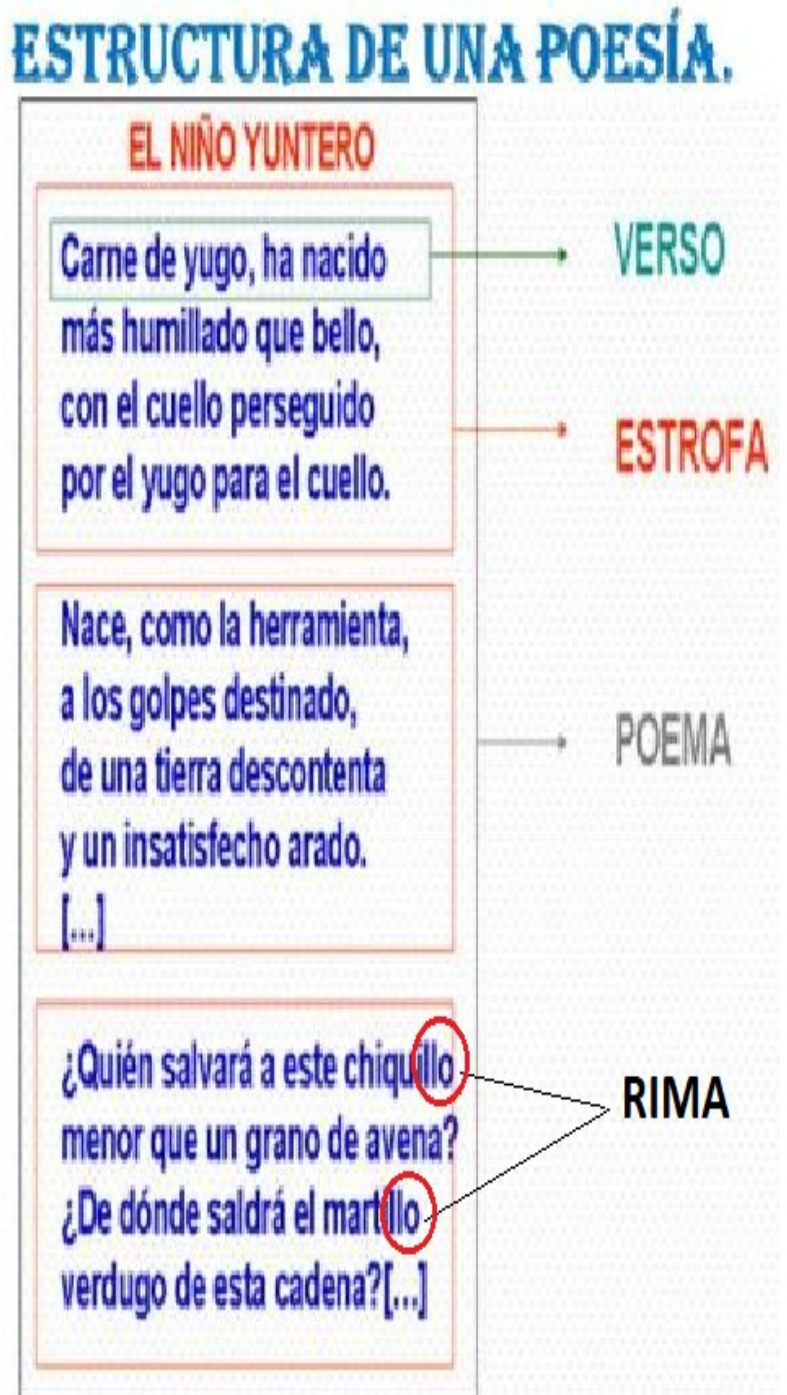 ESTRUCTURA DE UNA POESÍA.
EL NIÑO YUNTERO
Carne de yugo, ha nacido
más humillado que bello,
con el cuello perseguido
por el yugo para el cuello.
VERSO
ESTROFA
Nace, como la herramienta,
a los golpes destinado,
de una tierra descontenta
y un insatisfecho arado.
[...]
POEMA
¿Quién salvará a este chiquillo
menor que un grano de avena?
¿De dónde saldrá el martillo
verdugo de esta cadena?[...]
RIMA